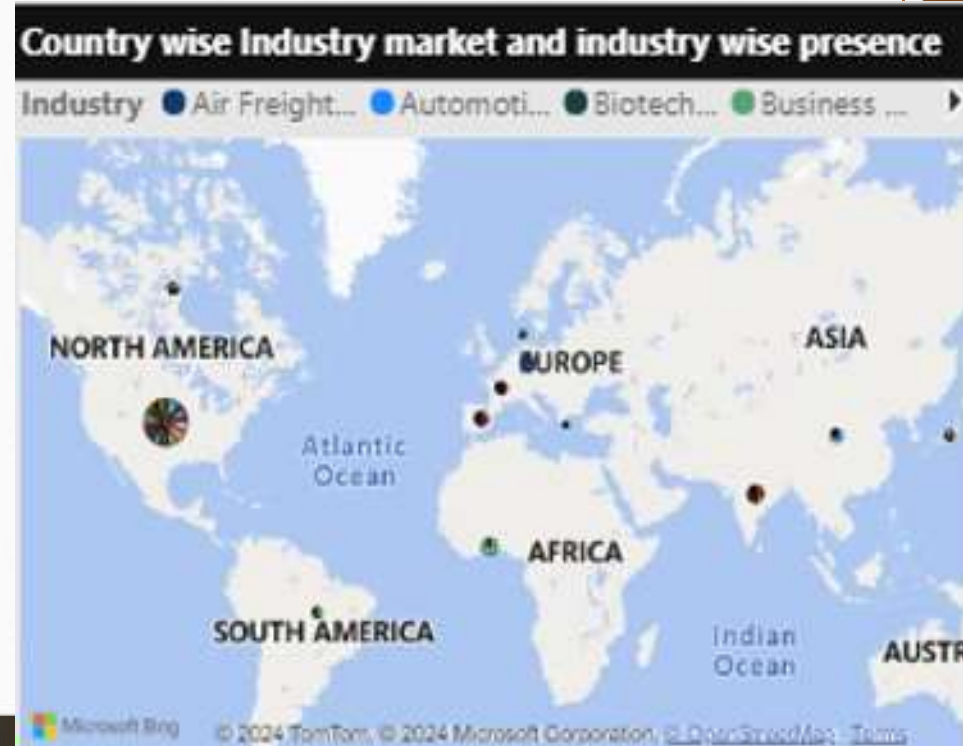 Country wise Industry market and industry wise presence
Industry Air Freight... Automoti... Biotech... Business ...
NORTH AMERICA
EUROPE
ASIA
Atlantic
Ocean
AFRICA
SOUTH AMERICA
Indian
Ocean
AUSTR
Microsoft Bing © 2024 TomTom, © 2024 Microsoft Corporation, © OpenStreetMap Terms